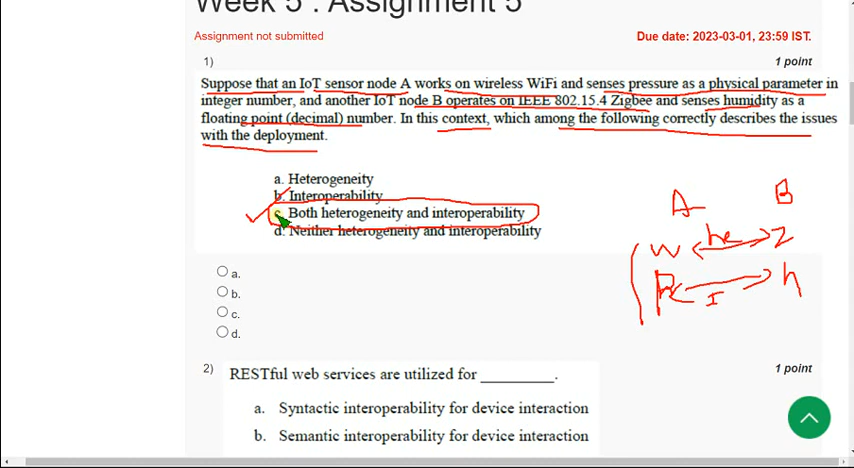 Week 5 : Assignment 5
Assignment not submitted
Due date: 2023-03-01, 23:59 IST.
1)
1 point
Suppose that an IoT sensor node A works on wireless WiFi and senses pressure as a physical parameter in
integer number, and another IoT node B operates on IEEE 802.15.4 Zigbee and senses humidity as a
floating point (decimal) number. In this context, which among the following correctly describes the issues
with the deployment.
a. Heterogeneity
b. Interoperability
c. Both heterogeneity and interoperability
d. Neither heterogeneity and interoperability
A B
W he Z
P I h
a.
b.
c.
d.
2)
1 point
RESTful web services are utilized for _________.
a. Syntactic interoperability for device interaction
b. Semantic interoperability for device interaction